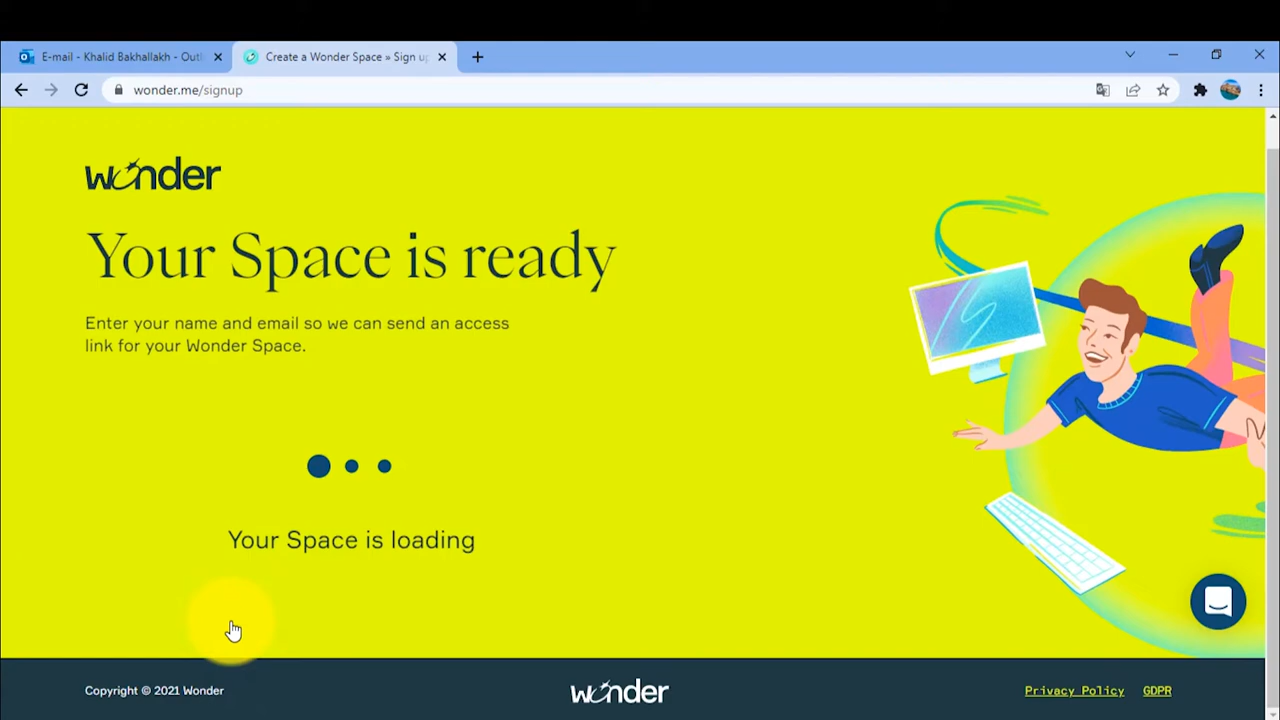 E-mail - Khalid Bakhallakh - Outl
Create a Wonder Space » Sign up
wonder.me/signup
wonder
Your Space is ready
Enter your name and email so we can send an access
link for your Wonder Space.
Your Space is loading
Copyright © 2021 Wonder
wonder
Privacy Policy
GDPR